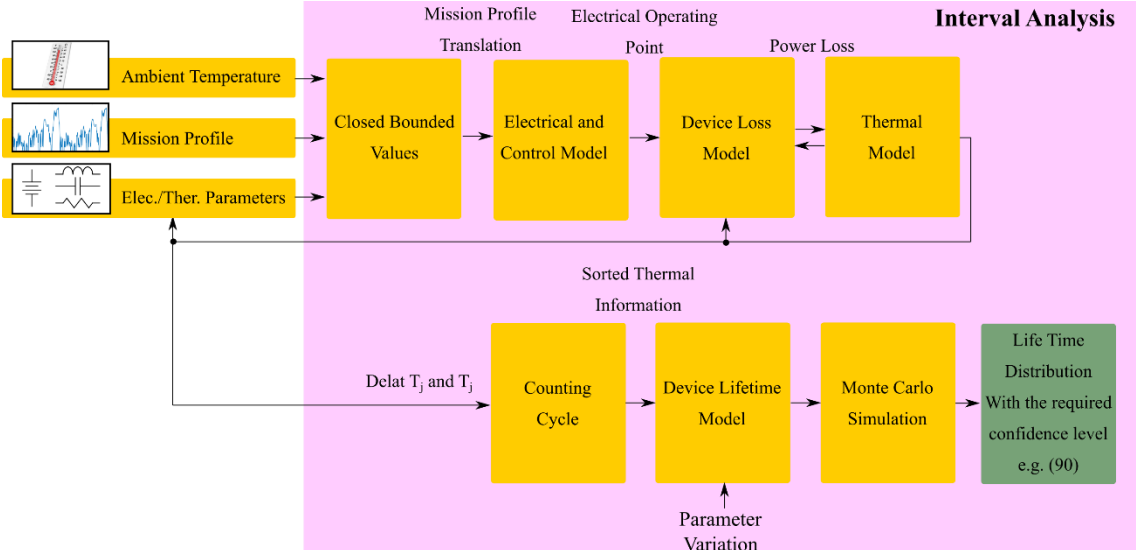 Interval Analysis
Mission Profile
Translation
Electrical Operating
Point
Power Loss
Ambient Temperature
Mission Profile
Elec./Ther. Parameters
Closed Bounded
Values
Electrical and
Control Model
Device Loss
Model
Thermal
Model
Sorted Thermal
Information
Delat Tj and Tj
Counting
Cycle
Device Lifetime
Model
Monte Carlo
Simulation
Life Time
Distribution
With the required
confidence level
e.g. (90)
Parameter
Variation